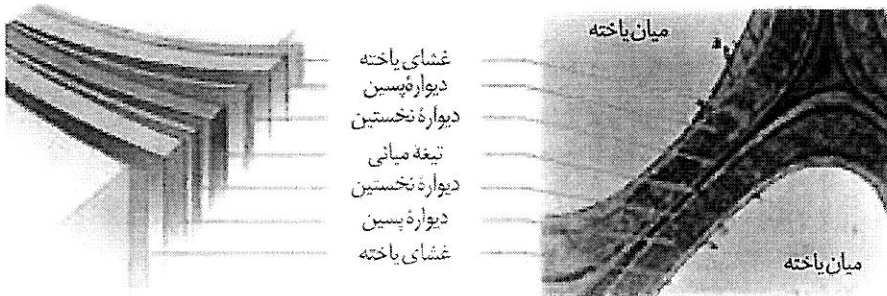 میان یاخته
غشای یاخته
دیوارهٔ پسین
دیوارهٔ نخستین
تیغه میانی
دیوارهٔ نخستین
دیوارهٔ پسین
غشای یاخته
میان یاخته